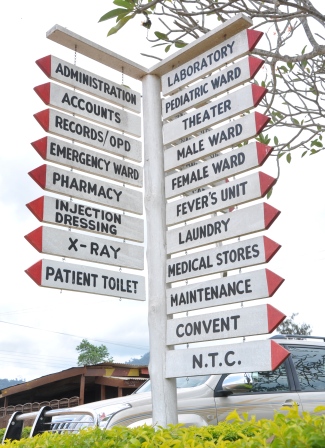 ADMINISTRATION
ACCOUNTS
RECORDS/OPD
EMERGENCY WARD
PHARMACY
INJECTION
DRESSING
X-RAY
PATIENT TOILET
LABORATORY
PEDIATRIC WARD
THEATER
MALE WARD
FEMALE WARD
FEVER'S UNIT
LAUNDRY
MEDICAL STORES
MAINTENANCE
CONVENT
N.T.C.